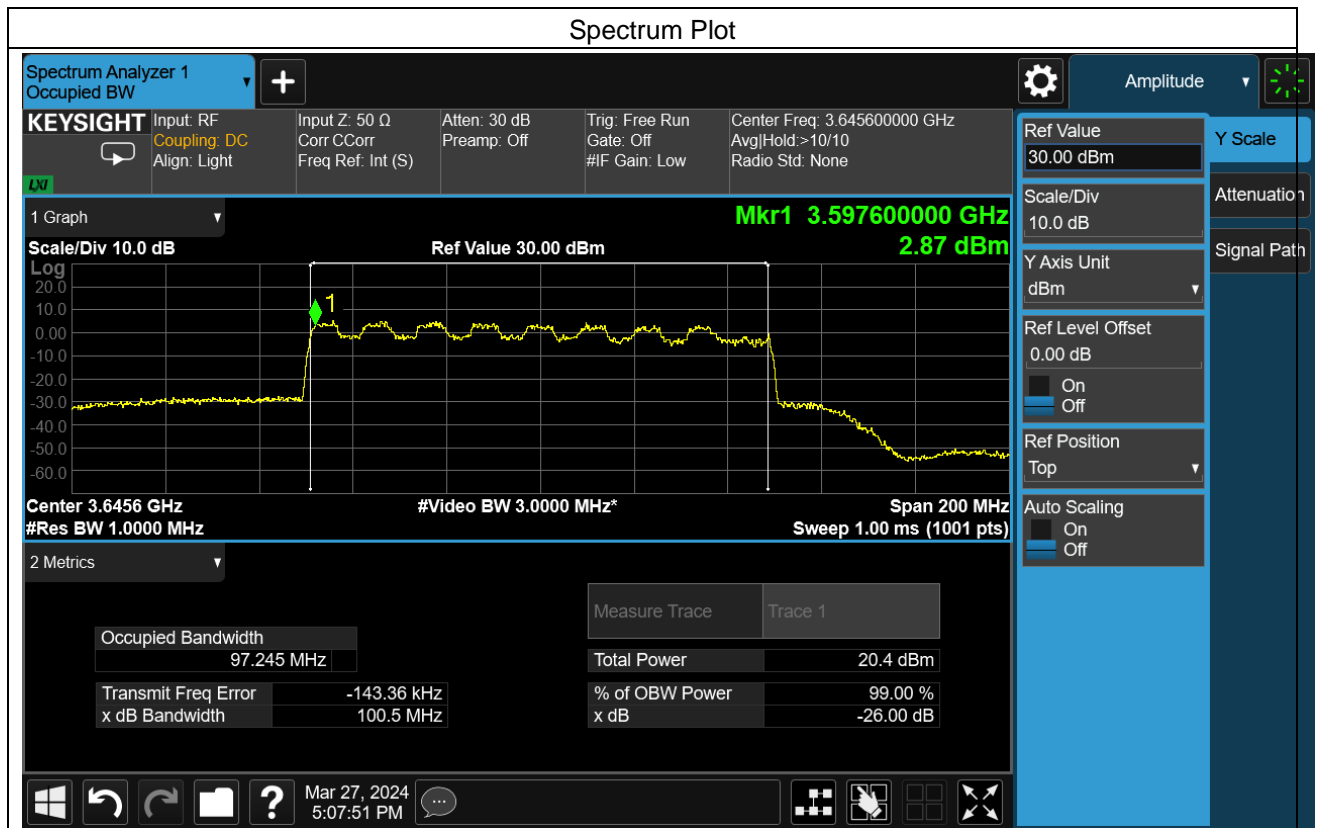 Spectrum Plot
Spectrum Analyzer 1
Occupied BW
Amplitude
KEYSIGHT
LXI
Input: RF
Coupling: DC
Align: Light
Input Z: 50 Ω
Corr CCorr
Freq Ref: Int (S)
Atten: 30 dB
Preamp: Off
Trig: Free Run
Gate: Off
#IF Gain: Low
Center Freq: 3.645600000 GHz
Avg|Hold:>10/10
Radio Std: None
1 Graph
Mkr1 3.597600000 GHz
Scale/Div 10.0 dB
Ref Value 30.00 dBm
2.87 dBm
Log
20.0
10.0
0.00
-10.0
-20.0
-30.0
-40.0
-50.0
-60.0
1
Center 3.6456 GHz
#Video BW 3.0000 MHz*
Span 200 MHz
#Res BW 1.0000 MHz
Sweep 1.00 ms (1001 pts)
2 Metrics
Measure Trace
Trace 1
Occupied Bandwidth
97.245 MHz
Total Power
20.4 dBm
Transmit Freq Error
-143.36 kHz
% of OBW Power
99.00 %
x dB Bandwidth
100.5 MHz
x dB
-26.00 dB
Ref Value
30.00 dBm
Scale/Div
10.0 dB
Y Axis Unit
dBm
Ref Level Offset
0.00 dB
On
Off
Ref Position
Top
Auto Scaling
On
Off
Y Scale
Attenuation
Signal Path
?
Mar 27, 2024
5:07:51 PM